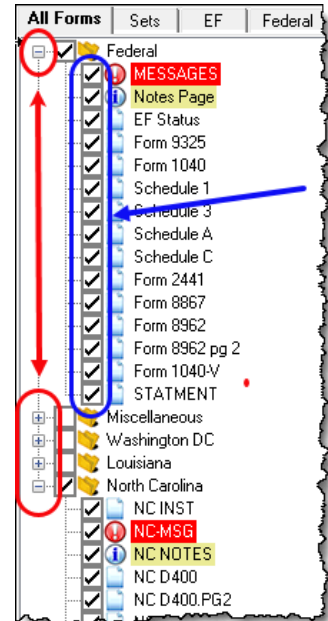 All Forms Sets EF Federal
Federal
MESSAGES
Notes Page
EF Status
Form 9325
Form 1040
Schedule 1
Schedule 3
Schedule A
Schedule C
Form 2441
Form 8867
Form 8962
Form 8962 pg 2
Form 1040-V
STATMENT
Miscellaneous
Washington DC
Louisiana
North Carolina
NC INST
NC-MSG
NC NOTES
NC D400
NC D400.PG2